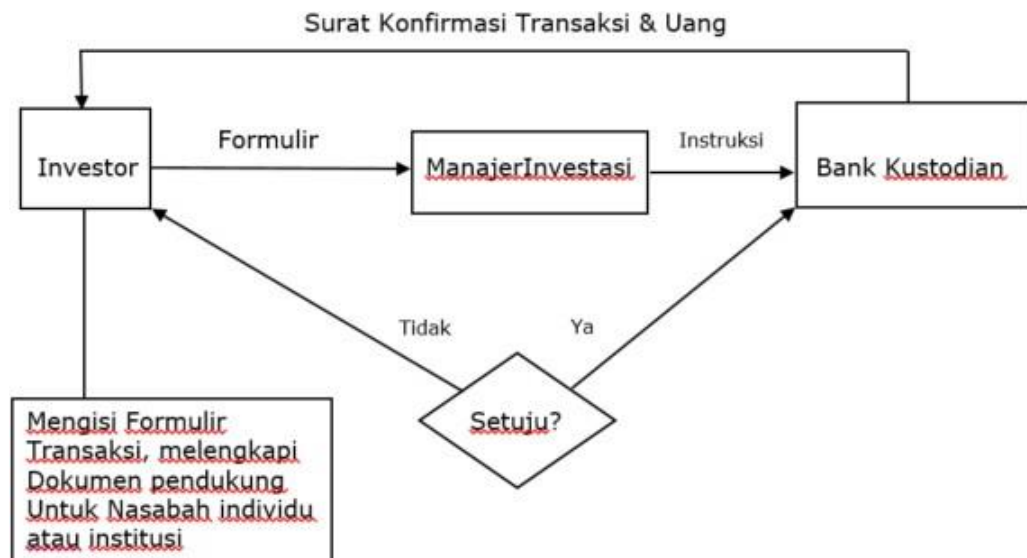 Surat Konfirmasi Transaksi & Uang
Investor
Formulir
ManajerInvestasi
Instruksi
Bank Kustodian
Tidak
Ya
Setuju?
Mengisi Formulir
Transaksi, melengkapi
Dokumen pendukung
Untuk Nasabah individu
atau institusi